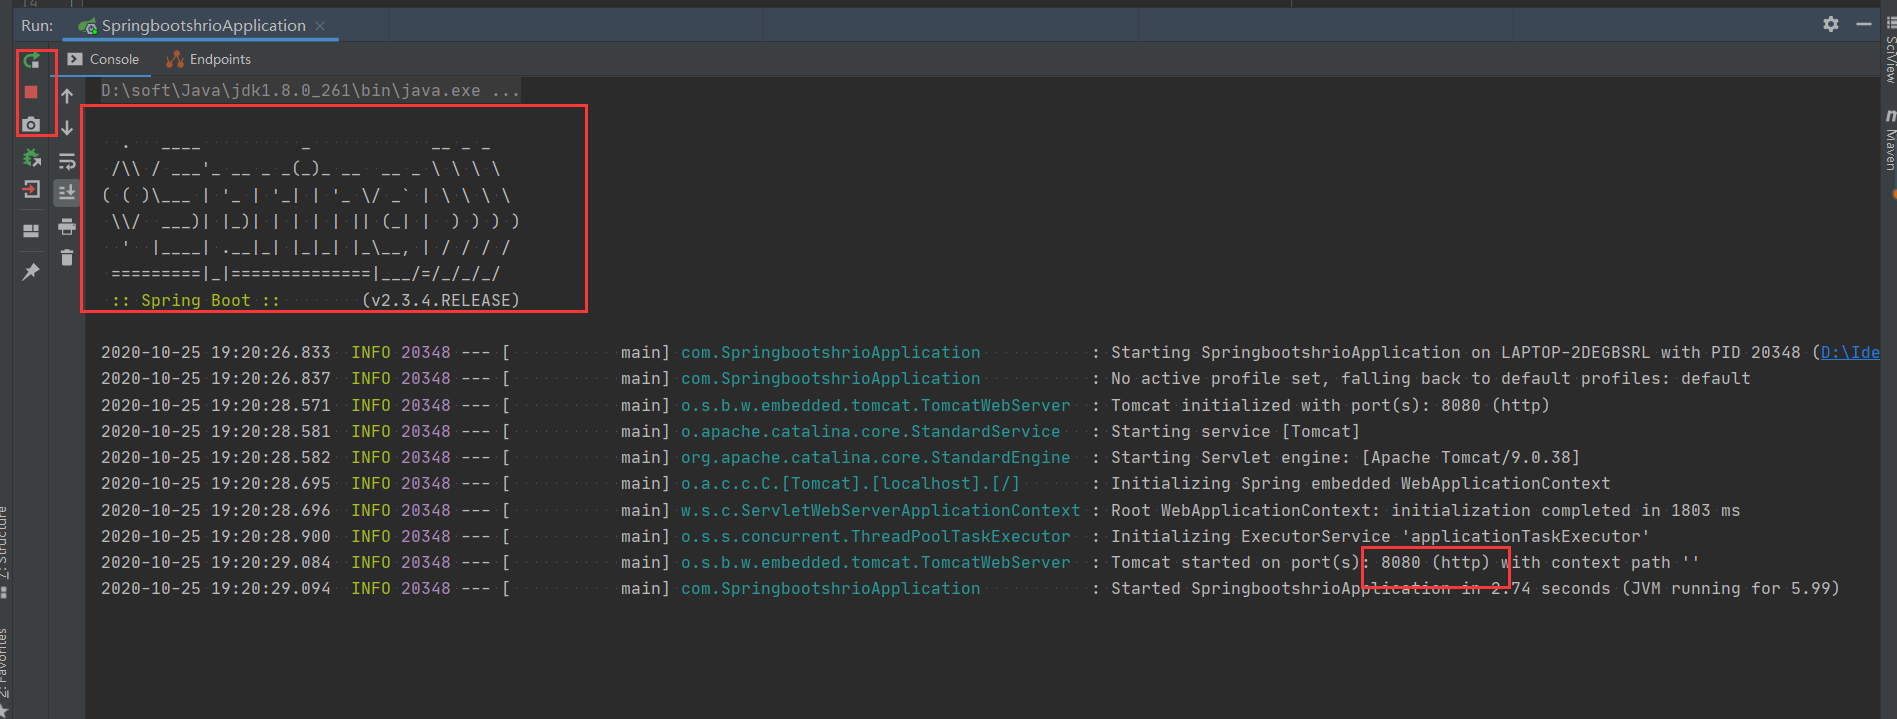 14
Run: SpringbootshrioApplication
Console Endpoints
D:\soft\Java\jdk1.8.0_261\bin\java.exe ...
  .   ____          _            __ _ _
 /\\ / ___'_ __ _ _(_)_ __  __ _ \ \ \ \
( ( )\___ | '_ | '_| | '_ \/ _` | \ \ \ \
 \\/  ___)| |_)| | | | | || (_| |  ) ) ) )
  '  |____| .__|_| |_|_| |_\__, | / / / /
 =========|_|==============|___/=/_/_/_/
 :: Spring Boot ::        (v2.3.4.RELEASE)
2020-10-25 19:20:26.833  INFO 20348 --- [           main] com.SpringbootshrioApplication           : Starting SpringbootshrioApplication on LAPTOP-2DEGBSRL with PID 20348 (D:\Ide
2020-10-25 19:20:26.837  INFO 20348 --- [           main] com.SpringbootshrioApplication           : No active profile set, falling back to default profiles: default
2020-10-25 19:20:28.571  INFO 20348 --- [           main] o.s.b.w.embedded.tomcat.TomcatWebServer  : Tomcat initialized with port(s): 8080 (http)
2020-10-25 19:20:28.581  INFO 20348 --- [           main] o.apache.catalina.core.StandardService   : Starting service [Tomcat]
2020-10-25 19:20:28.582  INFO 20348 --- [           main] org.apache.catalina.core.StandardEngine  : Starting Servlet engine: [Apache Tomcat/9.0.38]
2020-10-25 19:20:28.695  INFO 20348 --- [           main] o.a.c.c.C.[Tomcat].[localhost].[/]       : Initializing Spring embedded WebApplicationContext
2020-10-25 19:20:28.696  INFO 20348 --- [           main] w.s.c.ServletWebServerApplicationContext : Root WebApplicationContext: initialization completed in 1803 ms
2020-10-25 19:20:28.900  INFO 20348 --- [           main] o.s.s.concurrent.ThreadPoolTaskExecutor  : Initializing ExecutorService 'applicationTaskExecutor'
2020-10-25 19:20:29.084  INFO 20348 --- [           main] o.s.b.w.embedded.tomcat.TomcatWebServer  : Tomcat started on port(s): 8080 (http) with context path ''
2020-10-25 19:20:29.094  INFO 20348 --- [           main] com.SpringbootshrioApplication           : Started SpringbootshrioApplication in 2.74 seconds (JVM running for 5.99)
7: Structure
2: Favorites
SciView
Maven